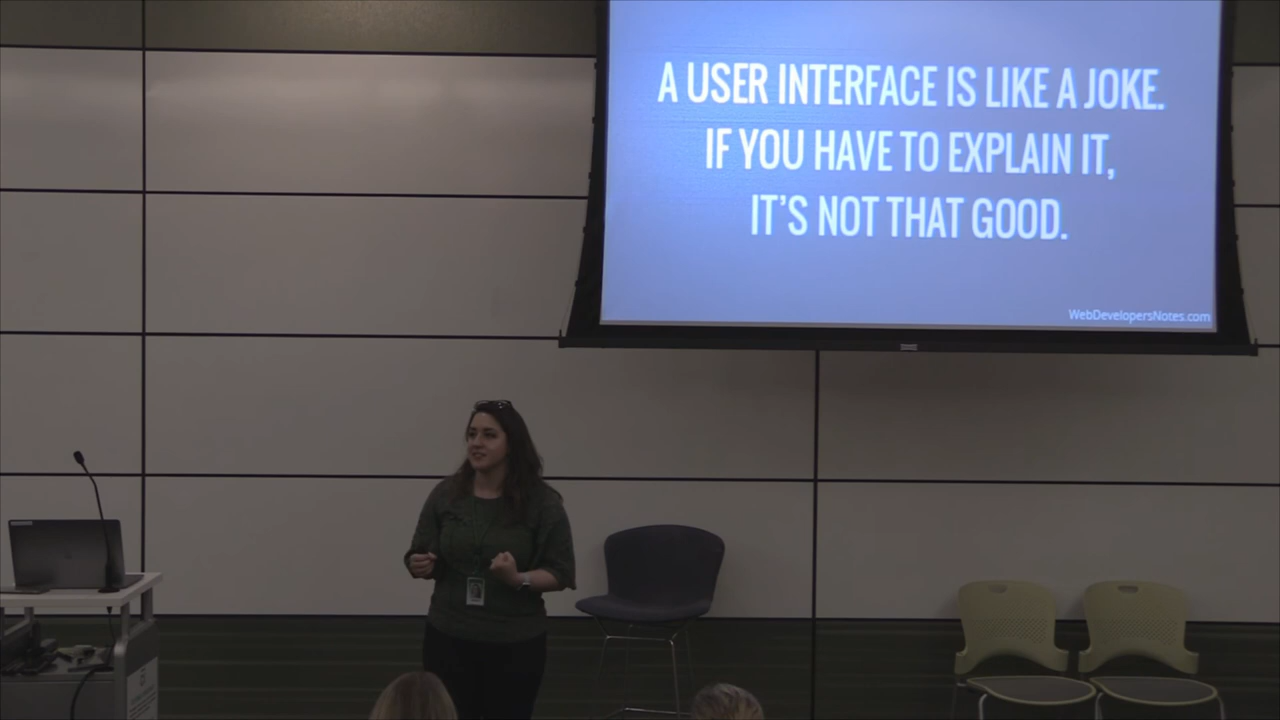 A USER INTERFACE IS LIKE A JOKE.
IF YOU HAVE TO EXPLAIN IT,
IT'S NOT THAT GOOD.
WebDevelopersNotes.com